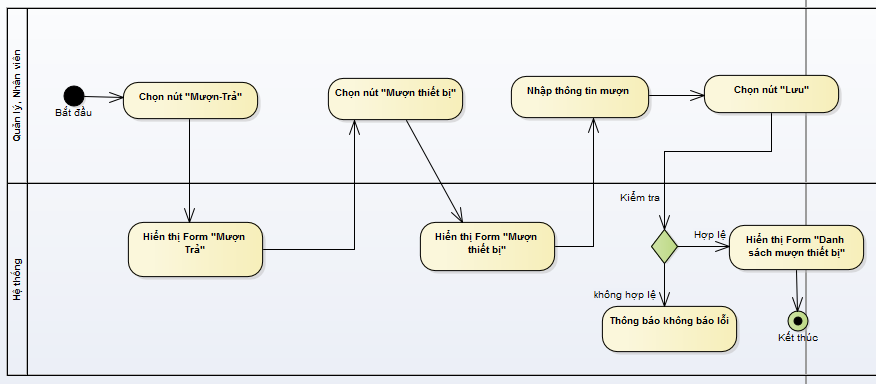 Quản lý, Nhân viên
Bắt đầu
Chọn nút "Mượn-Trả"
Chọn nút "Mượn thiết bị"
Nhập thông tin mượn
Chọn nút "Lưu"
Hệ thống
Hiển thị Form "Mượn
Trả"
Hiển thị Form "Mượn
thiết bị"
Kiểm tra
Hợp lệ
Hiển thị Form "Danh
sách mượn thiết bị"
không hợp lệ
Thông báo không báo lỗi
Kết thúc